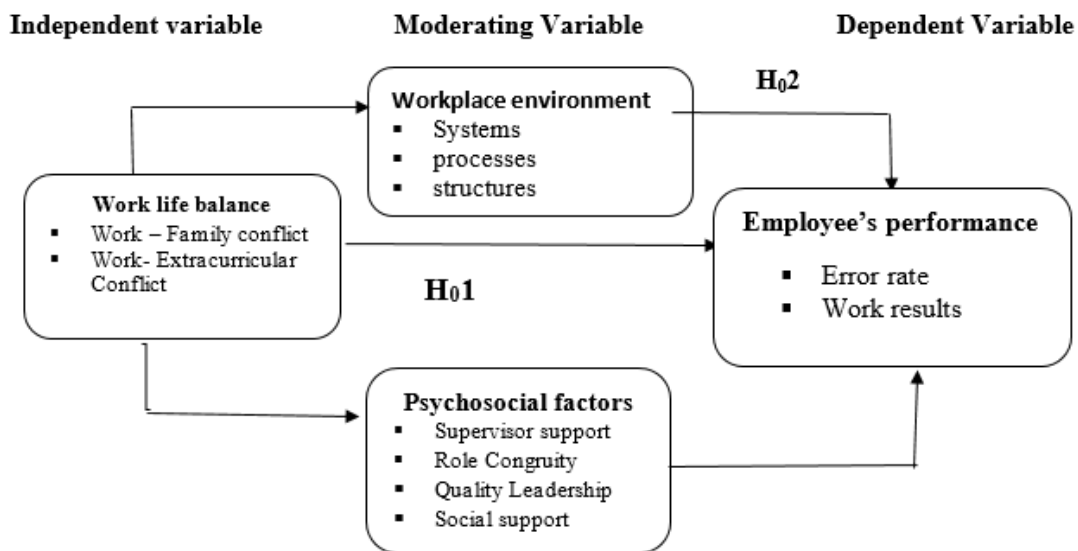 Independent variable
Moderating Variable
Dependent Variable
H02
Workplace environment
▪ Systems
▪ processes
▪ structures
Work life balance
▪ Work – Family conflict
▪ Work- Extracurricular
Conflict
Employee's performance
▪ Error rate
▪ Work results
H01
Psychosocial factors
▪ Supervisor support
▪ Role Congruity
▪ Quality Leadership
▪ Social support